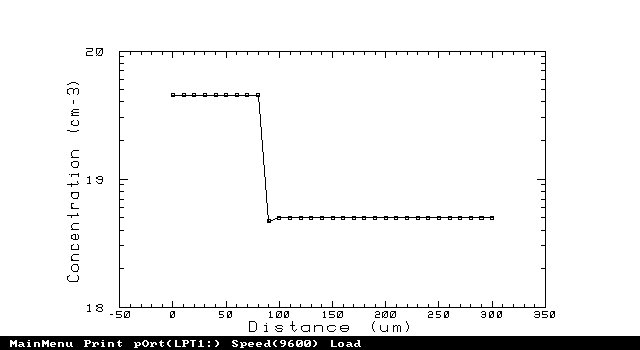 20
19
18
Concentration (cm-3)
-50 0 50 100 150 200 250 300 350
Distance (um)
MainMenu Print pOrt(LPT1:) Speed(9600) Load